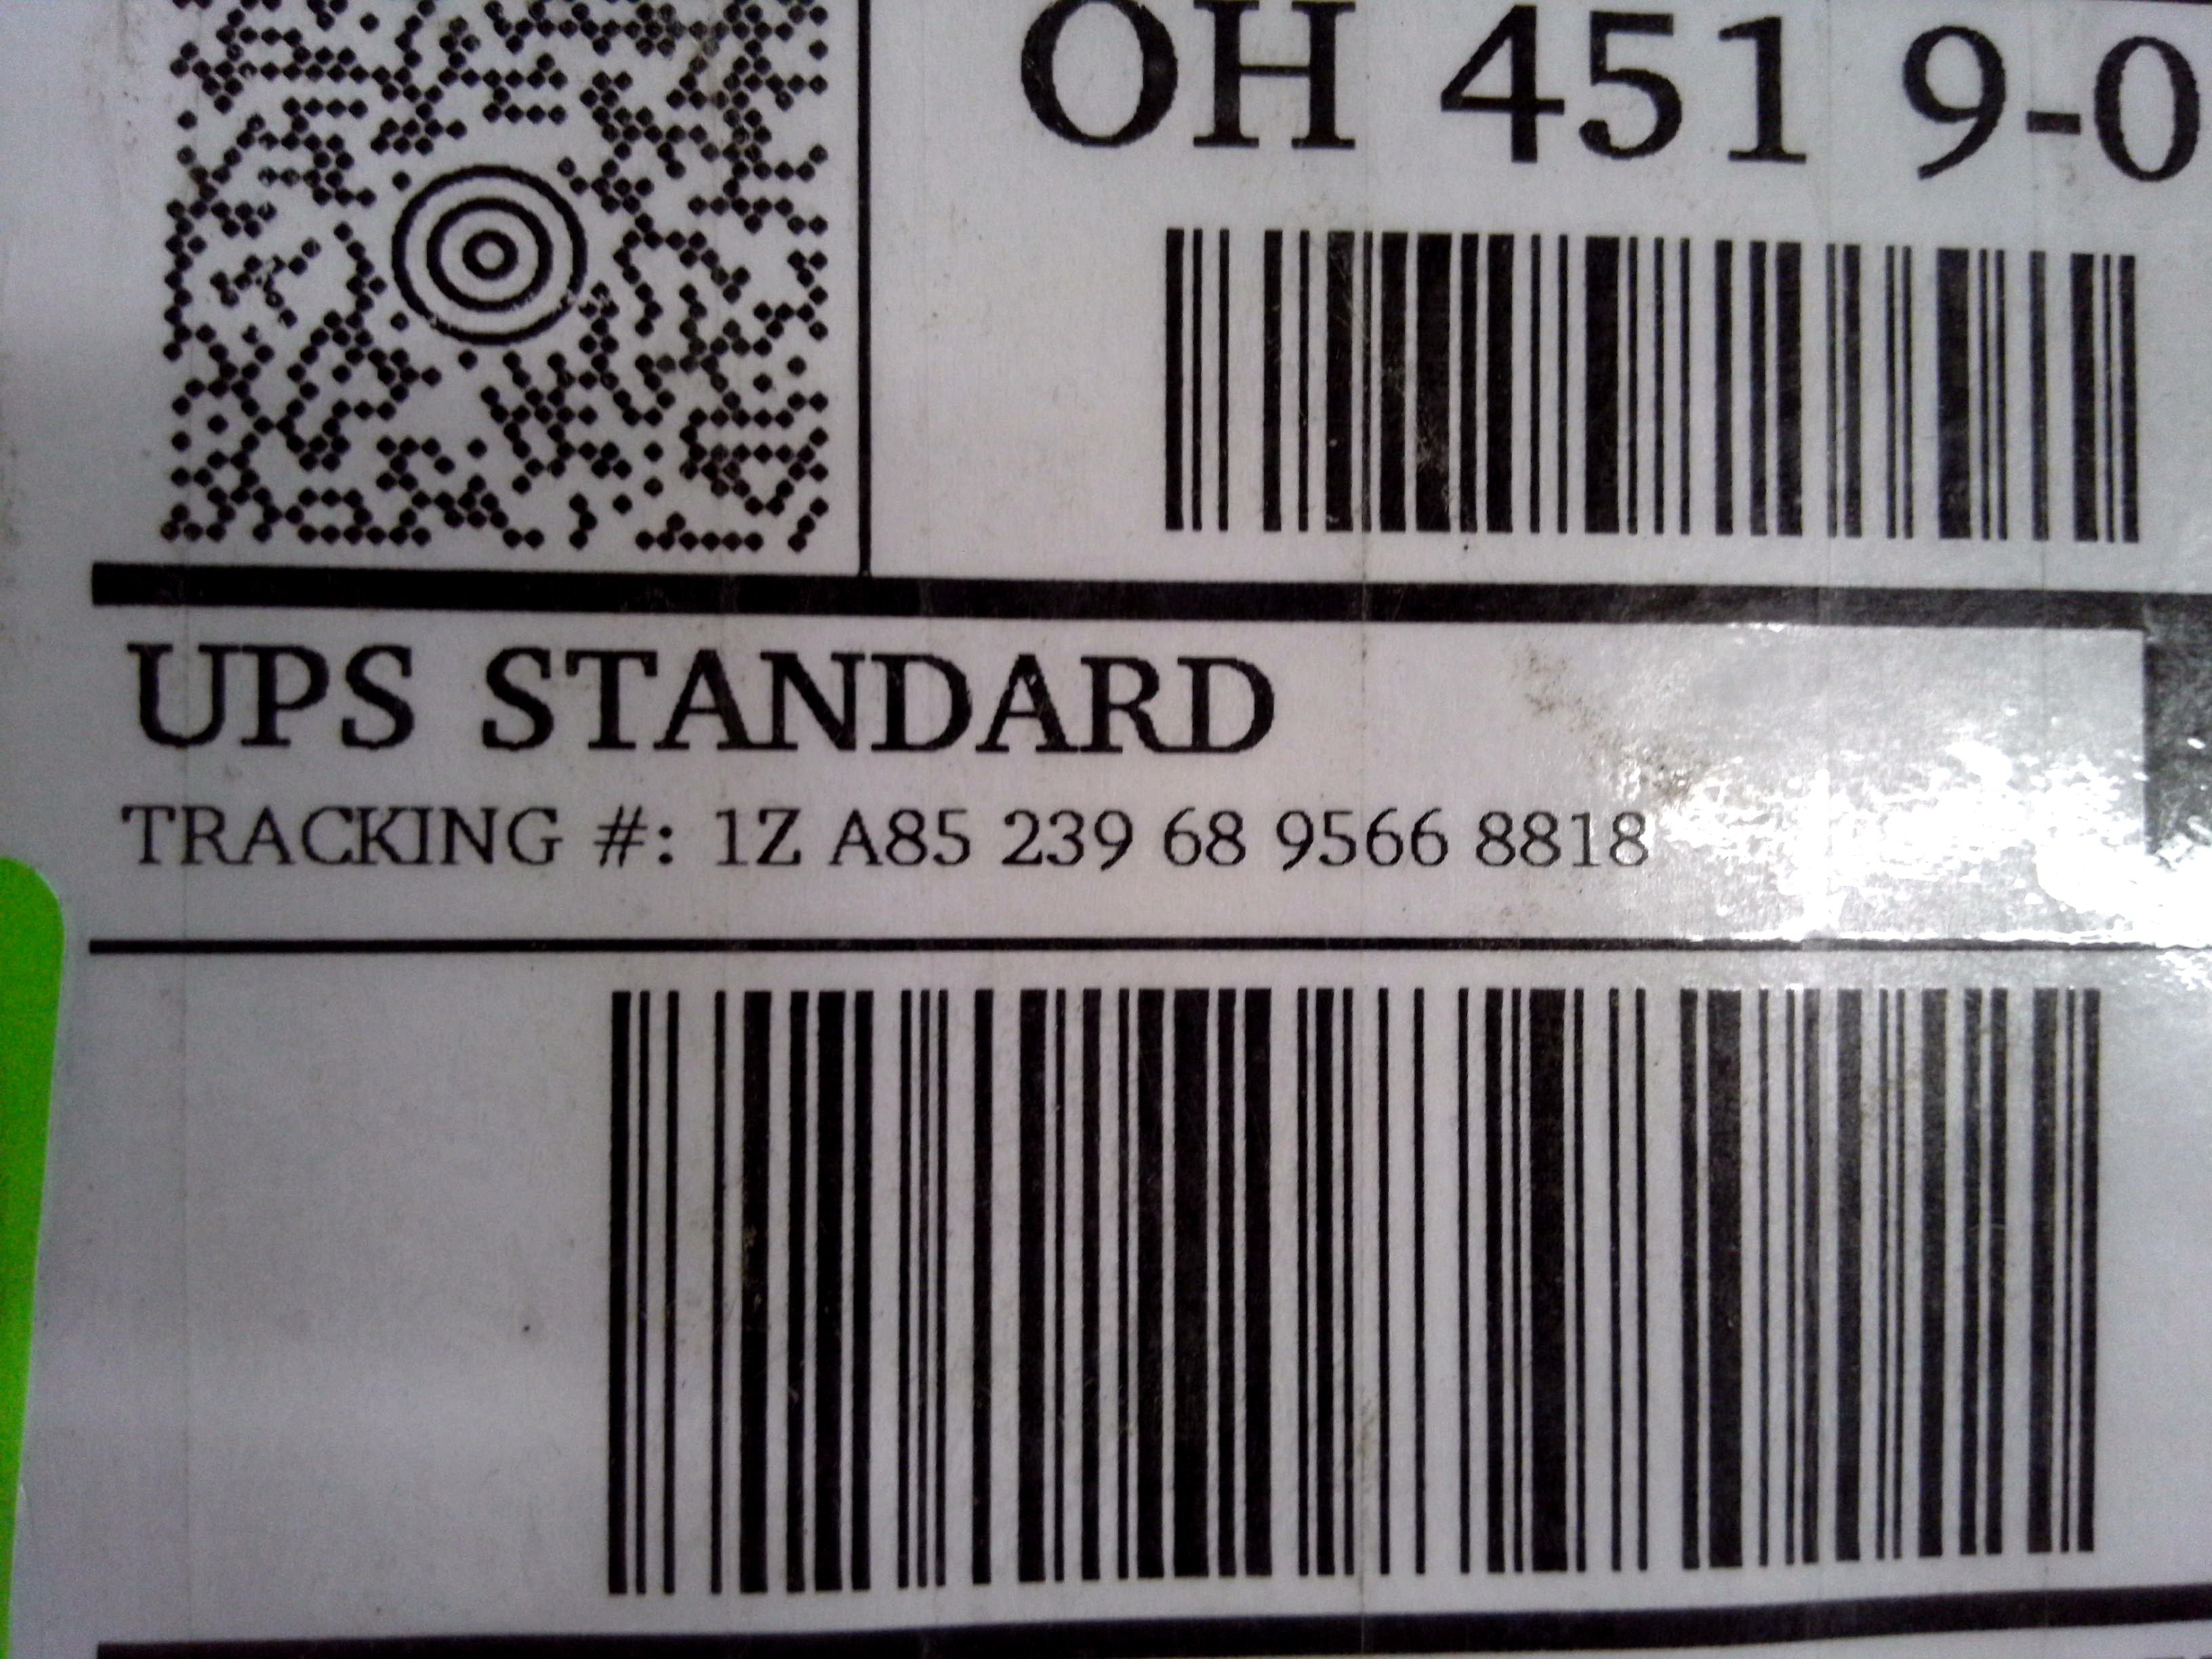 OH 451 9-0
UPS STANDARD
TRACKING #: 1Z A85 239 68 9566 8818